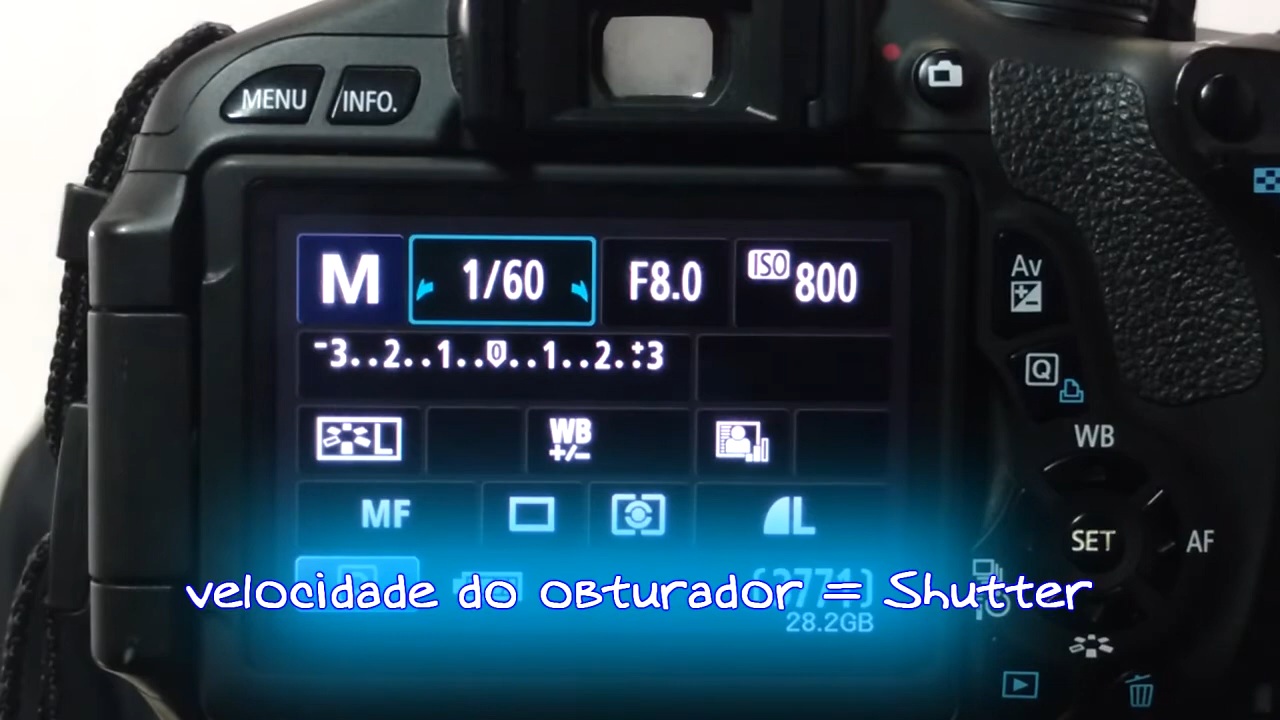 MENU INFO.
M 1/60 F8.0 ISO 800
-3..2..1..0..1..2.:+3
L WB +/-
MF L
[3771]
velocidade do obturador = Shutter
28.2GB
Av
Q
WB
SET AF